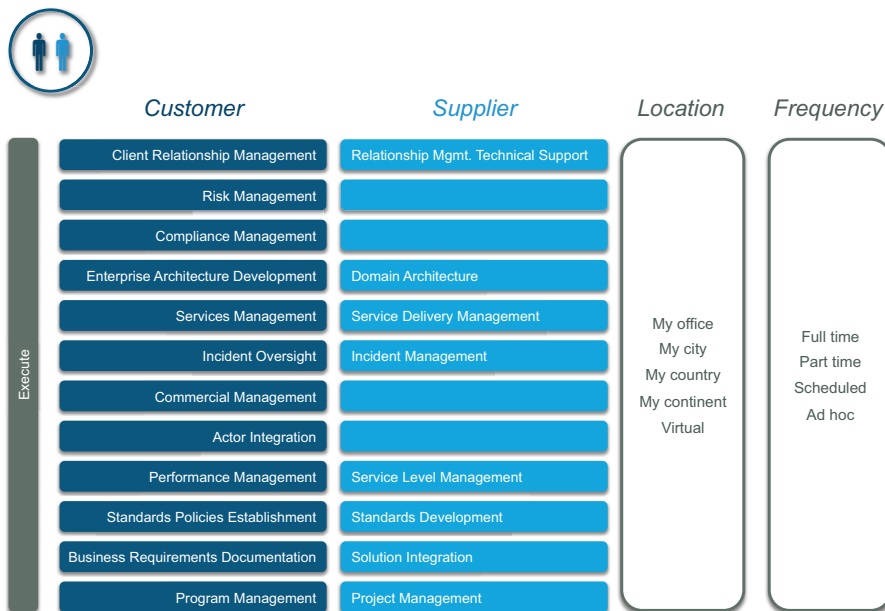 Customer Supplier Location Frequency
Execute
Client Relationship Management Relationship Mgmt. Technical Support
Risk Management
Compliance Management
Enterprise Architecture Development Domain Architecture
Services Management Service Delivery Management
Incident Oversight Incident Management
Commercial Management
Actor Integration
Performance Management Service Level Management
Standards Policies Establishment Standards Development
Business Requirements Documentation Solution Integration
Program Management Project Management
My office
My city
My country
My continent
Virtual
Full time
Part time
Scheduled
Ad hoc